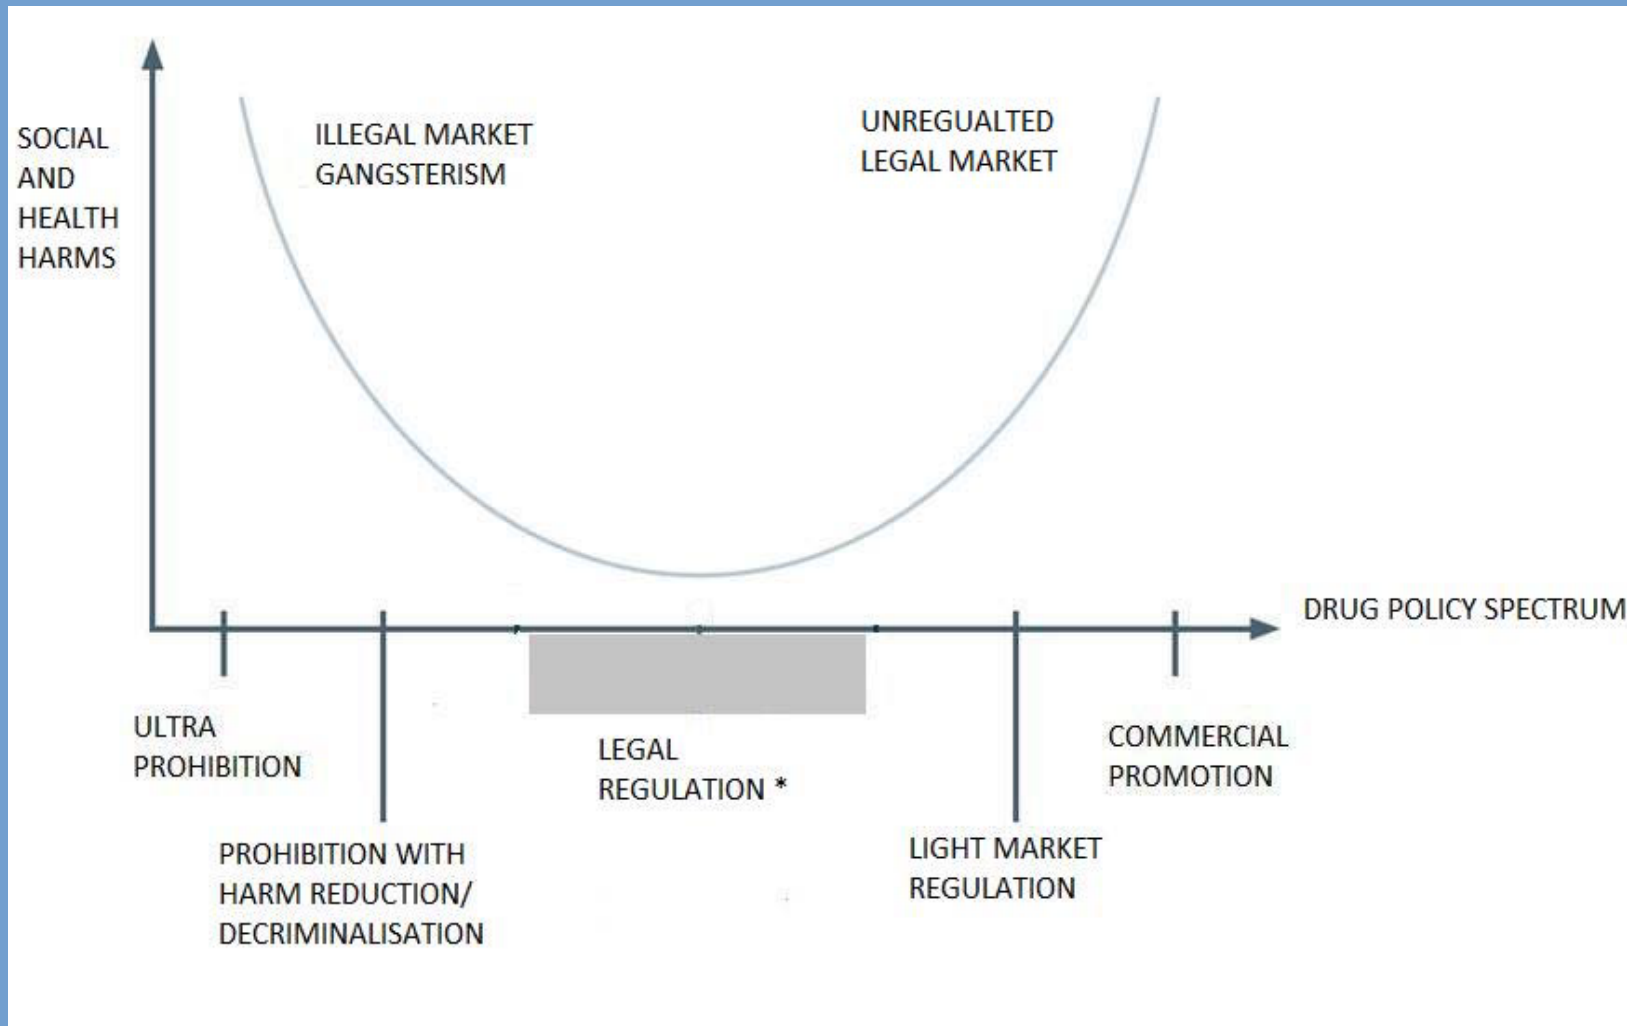 SOCIAL
AND
HEALTH
HARMS
ILLEGAL MARKET
GANGSTERISM
UNREGUALTED
LEGAL MARKET
DRUG POLICY SPECTRUM
ULTRA
PROHIBITION
PROHIBITION WITH
HARM REDUCTION/
DECRIMINALISATION
LEGAL
REGULATION *
LIGHT MARKET
REGULATION
COMMERCIAL
PROMOTION